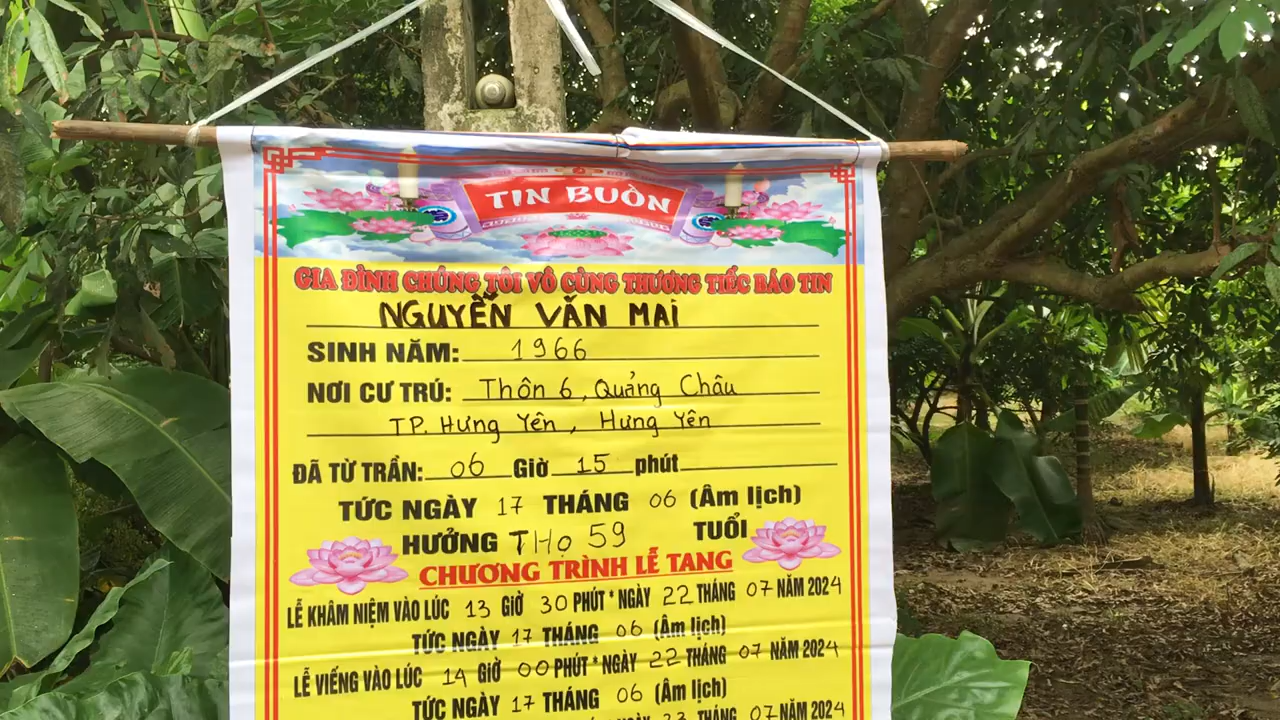 TIN BUỒN
GIA ĐÌNH CHÚNG TÔI VÔ CÙNG THƯƠNG TIẾC BÁO TIN
NGUYỄN VĂN MAI
SINH NĂM: 1966
NƠI CƯ TRÚ: Thôn 6, Quảng Châu
TP. Hưng Yên, Hưng Yên
ĐÃ TỪ TRẦN: 06 Giờ 15 phút
TỨC NGÀY 17 THÁNG 06 (Âm lịch)
HƯỞNG THỌ 59 TUỔI
CHƯƠNG TRÌNH LỄ TANG
LỄ KHÂM NIỆM VÀO LÚC 13 GIỜ 30 PHÚT * NGÀY 22 THÁNG 07 NĂM 2024
TỨC NGÀY 17 THÁNG 06 (Âm lịch)
LỄ VIẾNG VÀO LÚC 14 GIỜ 00 PHÚT * NGÀY 22 THÁNG 07 NĂM 2024
TỨC NGÀY 17 THÁNG 06 (Âm lịch)
23 THÁNG 07 NĂM 2024